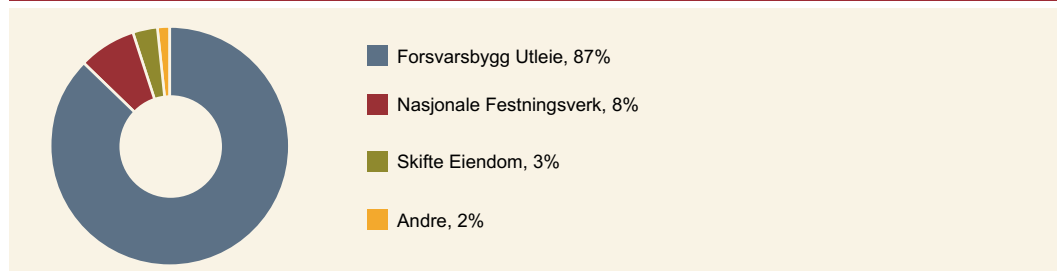 Forsvarsbygg Utleie, 87%
Nasjonale Festningsverk, 8%
Skifte Eiendom, 3%
Andre, 2%